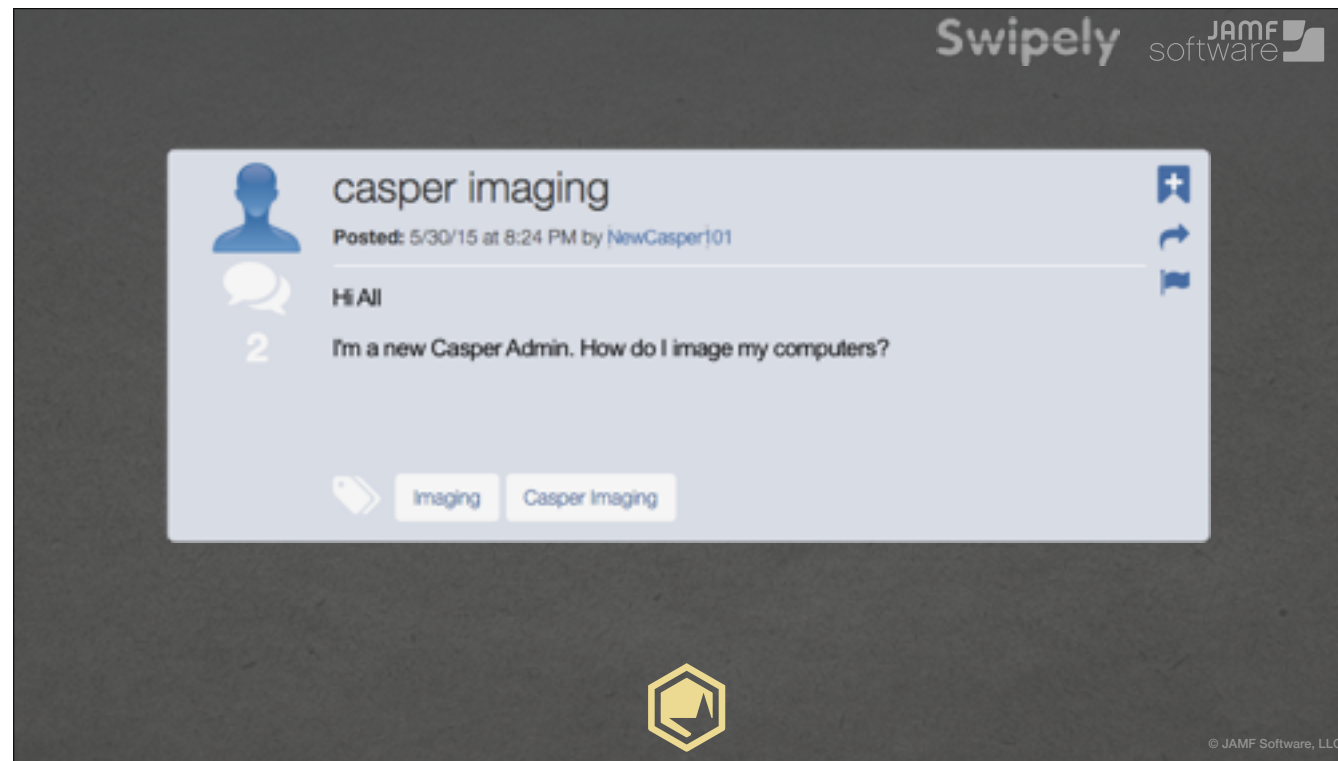 Swipely
JAMF
software
casper imaging
Posted: 5/30/15 at 8:24 PM by NewCasper101
Hi All
2
I'm a new Casper Admin. How do I image my computers?
Imaging Casper Imaging
© JAMF Software, LLC